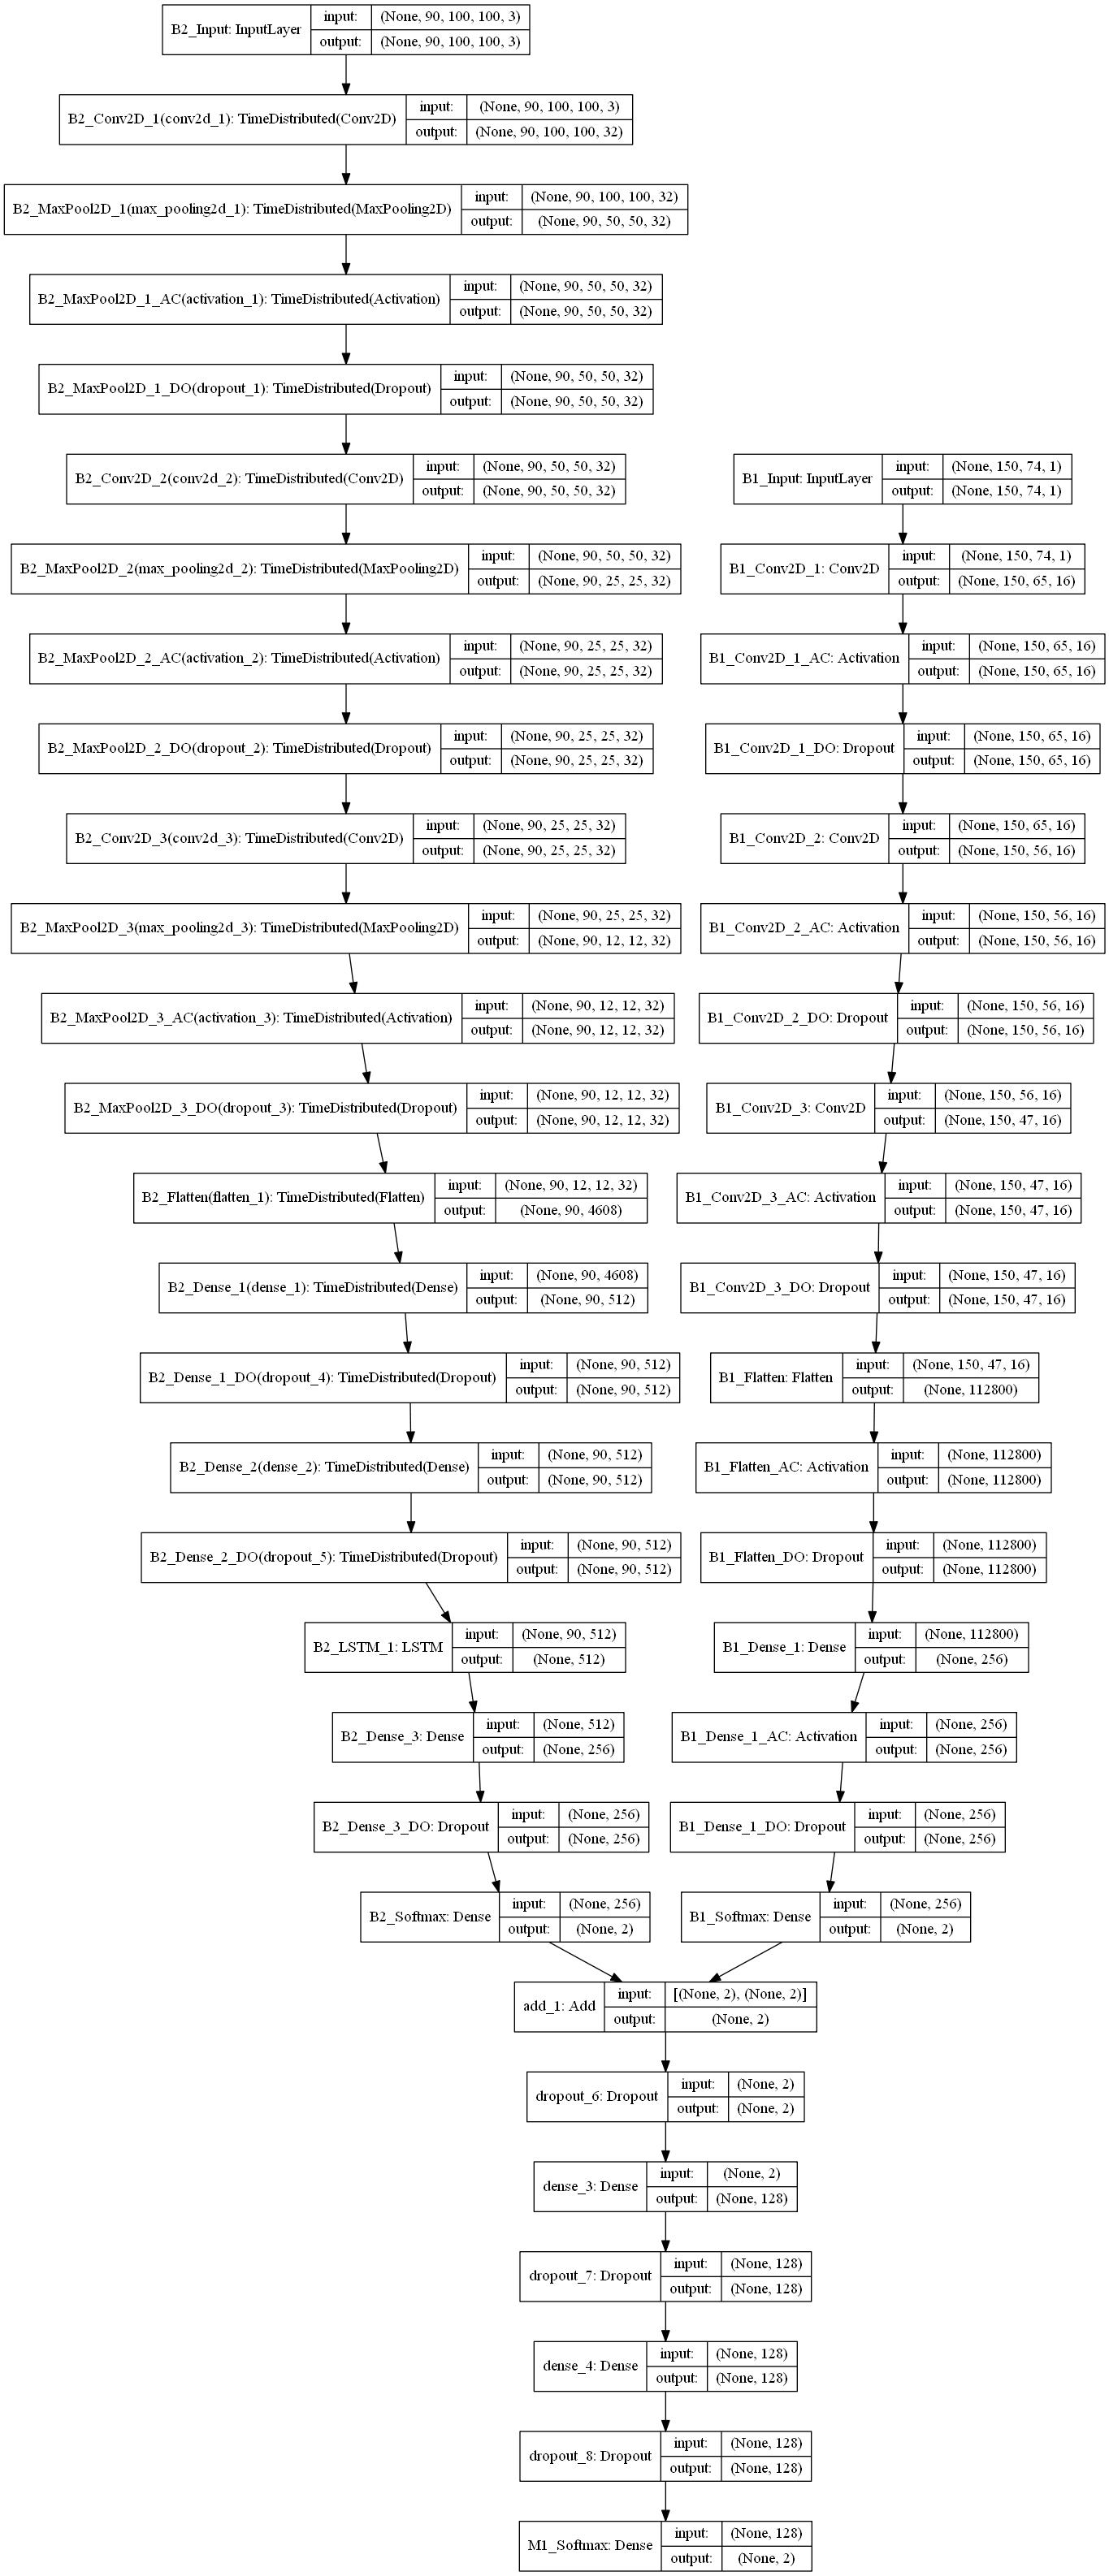 B2_Input: InputLayer
input: (None, 90, 100, 100, 3)
output: (None, 90, 100, 100, 3)
B2_Conv2D_1(conv2d_1): TimeDistributed(Conv2D)
input: (None, 90, 100, 100, 3)
output: (None, 90, 100, 100, 32)
B2_MaxPool2D_1(max_pooling2d_1): TimeDistributed(MaxPooling2D)
input: (None, 90, 100, 100, 32)
output: (None, 90, 50, 50, 32)
B2_MaxPool2D_1_AC(activation_1): TimeDistributed(Activation)
input: (None, 90, 50, 50, 32)
output: (None, 90, 50, 50, 32)
B2_MaxPool2D_1_DO(dropout_1): TimeDistributed(Dropout)
input: (None, 90, 50, 50, 32)
output: (None, 90, 50, 50, 32)
B2_Conv2D_2(conv2d_2): TimeDistributed(Conv2D)
input: (None, 90, 50, 50, 32)
output: (None, 90, 50, 50, 32)
B2_MaxPool2D_2(max_pooling2d_2): TimeDistributed(MaxPooling2D)
input: (None, 90, 50, 50, 32)
output: (None, 90, 25, 25, 32)
B2_MaxPool2D_2_AC(activation_2): TimeDistributed(Activation)
input: (None, 90, 25, 25, 32)
output: (None, 90, 25, 25, 32)
B2_MaxPool2D_2_DO(dropout_2): TimeDistributed(Dropout)
input: (None, 90, 25, 25, 32)
output: (None, 90, 25, 25, 32)
B2_Conv2D_3(conv2d_3): TimeDistributed(Conv2D)
input: (None, 90, 25, 25, 32)
output: (None, 90, 25, 25, 32)
B2_MaxPool2D_3(max_pooling2d_3): TimeDistributed(MaxPooling2D)
input: (None, 90, 25, 25, 32)
output: (None, 90, 12, 12, 32)
B2_MaxPool2D_3_AC(activation_3): TimeDistributed(Activation)
input: (None, 90, 12, 12, 32)
output: (None, 90, 12, 12, 32)
B2_MaxPool2D_3_DO(dropout_3): TimeDistributed(Dropout)
input: (None, 90, 12, 12, 32)
output: (None, 90, 12, 12, 32)
B2_Flatten(flatten_1): TimeDistributed(Flatten)
input: (None, 90, 12, 12, 32)
output: (None, 90, 4608)
B2_Dense_1(dense_1): TimeDistributed(Dense)
input: (None, 90, 4608)
output: (None, 90, 512)
B2_Dense_1_DO(dropout_4): TimeDistributed(Dropout)
input: (None, 90, 512)
output: (None, 90, 512)
B2_Dense_2(dense_2): TimeDistributed(Dense)
input: (None, 90, 512)
output: (None, 90, 512)
B2_Dense_2_DO(dropout_5): TimeDistributed(Dropout)
input: (None, 90, 512)
output: (None, 90, 512)
B2_LSTM_1: LSTM
input: (None, 90, 512)
output: (None, 512)
B2_Dense_3: Dense
input: (None, 512)
output: (None, 256)
B2_Dense_3_DO: Dropout
input: (None, 256)
output: (None, 256)
B2_Softmax: Dense
input: (None, 256)
output: (None, 2)
B1_Input: InputLayer
input: (None, 150, 74, 1)
output: (None, 150, 74, 1)
B1_Conv2D_1: Conv2D
input: (None, 150, 74, 1)
output: (None, 150, 65, 16)
B1_Conv2D_1_AC: Activation
input: (None, 150, 65, 16)
output: (None, 150, 65, 16)
B1_Conv2D_1_DO: Dropout
input: (None, 150, 65, 16)
output: (None, 150, 65, 16)
B1_Conv2D_2: Conv2D
input: (None, 150, 65, 16)
output: (None, 150, 56, 16)
B1_Conv2D_2_AC: Activation
input: (None, 150, 56, 16)
output: (None, 150, 56, 16)
B1_Conv2D_2_DO: Dropout
input: (None, 150, 56, 16)
output: (None, 150, 56, 16)
B1_Conv2D_3: Conv2D
input: (None, 150, 56, 16)
output: (None, 150, 47, 16)
B1_Conv2D_3_AC: Activation
input: (None, 150, 47, 16)
output: (None, 150, 47, 16)
B1_Conv2D_3_DO: Dropout
input: (None, 150, 47, 16)
output: (None, 150, 47, 16)
B1_Flatten: Flatten
input: (None, 150, 47, 16)
output: (None, 112800)
B1_Flatten_AC: Activation
input: (None, 112800)
output: (None, 112800)
B1_Flatten_DO: Dropout
input: (None, 112800)
output: (None, 112800)
B1_Dense_1: Dense
input: (None, 112800)
output: (None, 256)
B1_Dense_1_AC: Activation
input: (None, 256)
output: (None, 256)
B1_Dense_1_DO: Dropout
input: (None, 256)
output: (None, 256)
B1_Softmax: Dense
input: (None, 256)
output: (None, 2)
add_1: Add
input: [(None, 2), (None, 2)]
output: (None, 2)
dropout_6: Dropout
input: (None, 2)
output: (None, 2)
dense_3: Dense
input: (None, 2)
output: (None, 128)
dropout_7: Dropout
input: (None, 128)
output: (None, 128)
dense_4: Dense
input: (None, 128)
output: (None, 128)
dropout_8: Dropout
input: (None, 128)
output: (None, 128)
M1_Softmax: Dense
input: (None, 128)
output: (None, 2)